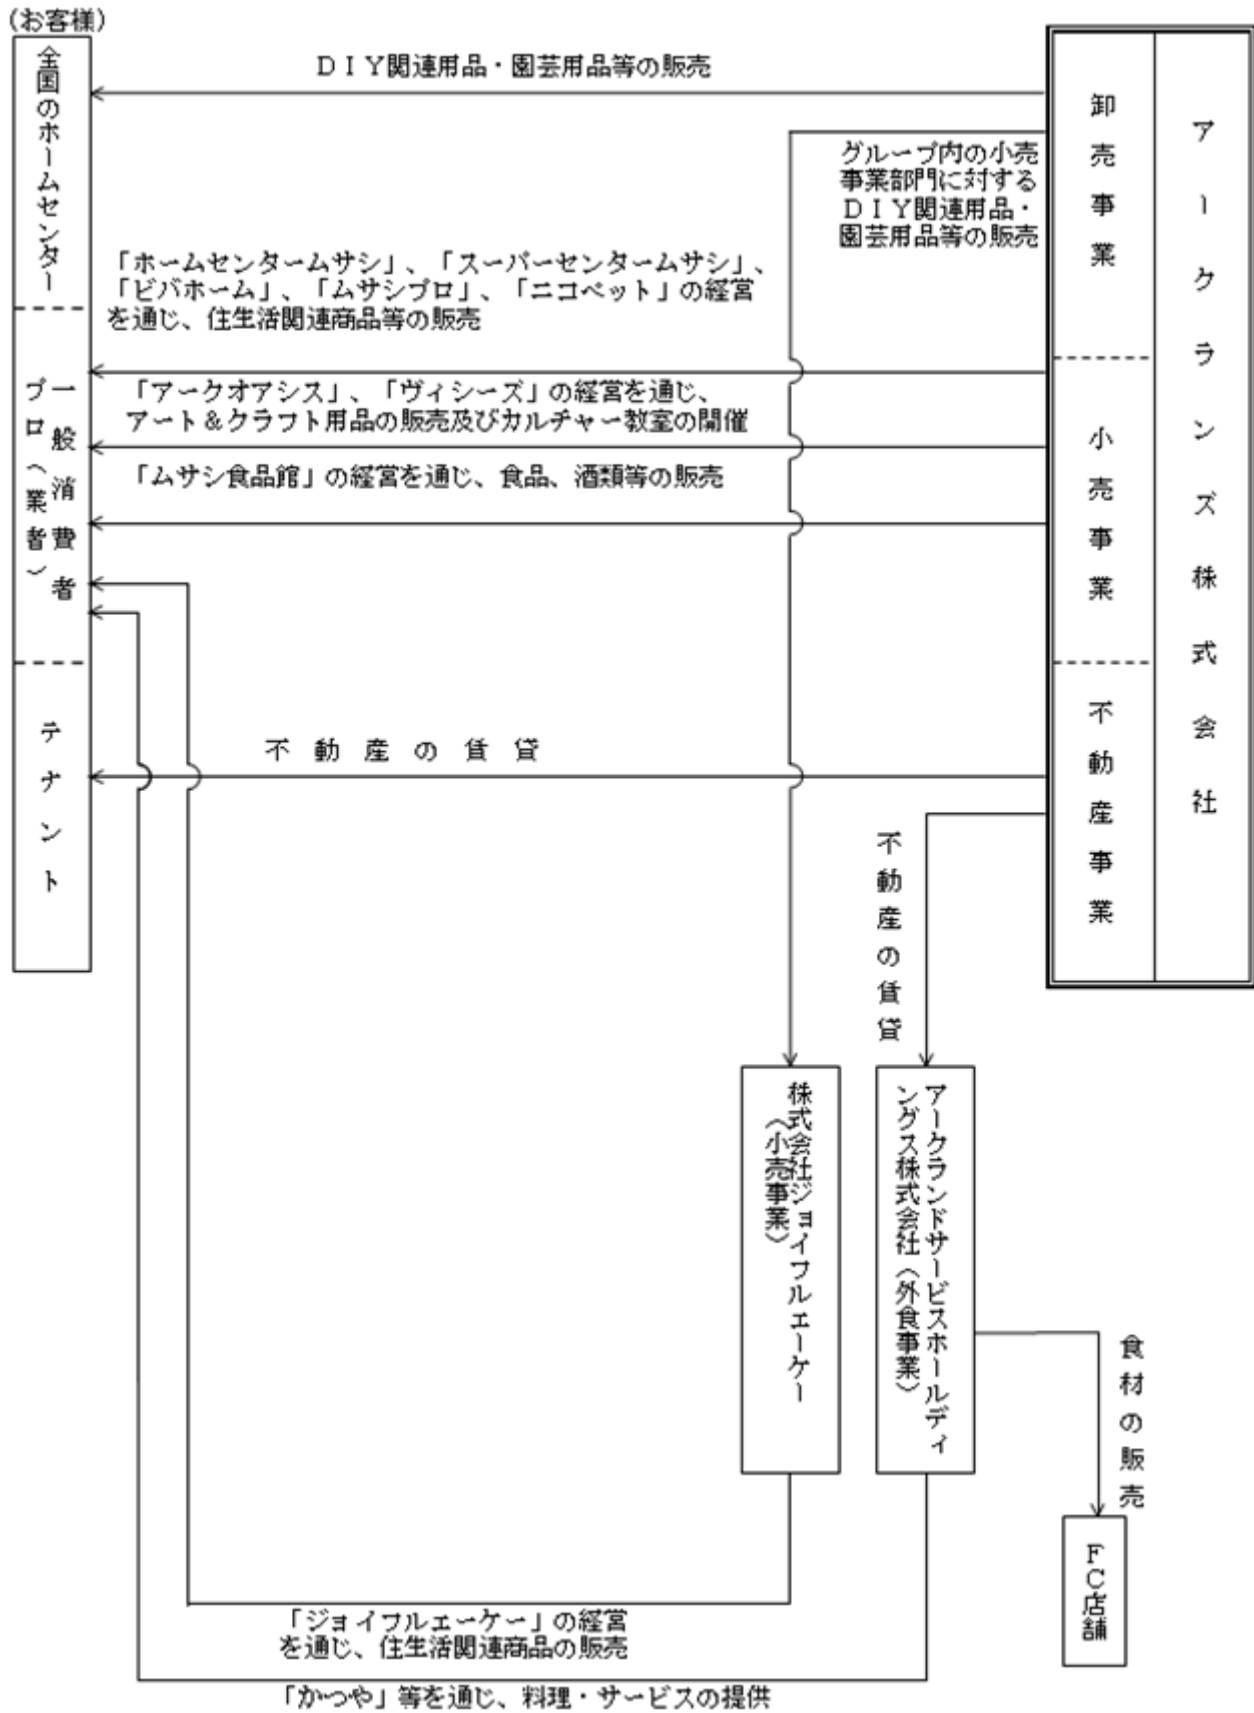 (お客様)
全国のホームセンター
一般消費者
プロ（業者）
テナント
ＤＩＹ関連用品・園芸用品等の販売
グループ内の小売
事業部門に対する
ＤＩＹ関連用品・
園芸用品等の販売
「ホームセンタームサシ」、「スーパーセンタームサシ」、
「ビバホーム」、「ムサシプロ」、「ニコペット」の経営
を通じ、住生活関連商品等の販売
「アークオアシス」、「ヴィシーズ」の経営を通じ、
アート＆クラフト用品の販売及びカルチャー教室の開催
「ムサシ食品館」の経営を通じ、食品、酒類等の販売
不動産の賃貸
アークランズ株式会社
卸売事業
小売事業
不動産事業
不動産の賃貸
株式会社ジョイフルエーケー
（小売事業）
アークランドサービスホールディ
ングス株式会社（外食事業）
食材の販売
ＦＣ店舗
「ジョイフルエーケー」の経営
を通じ、住生活関連商品の販売
「かつや」等を通じ、料理・サービスの提供